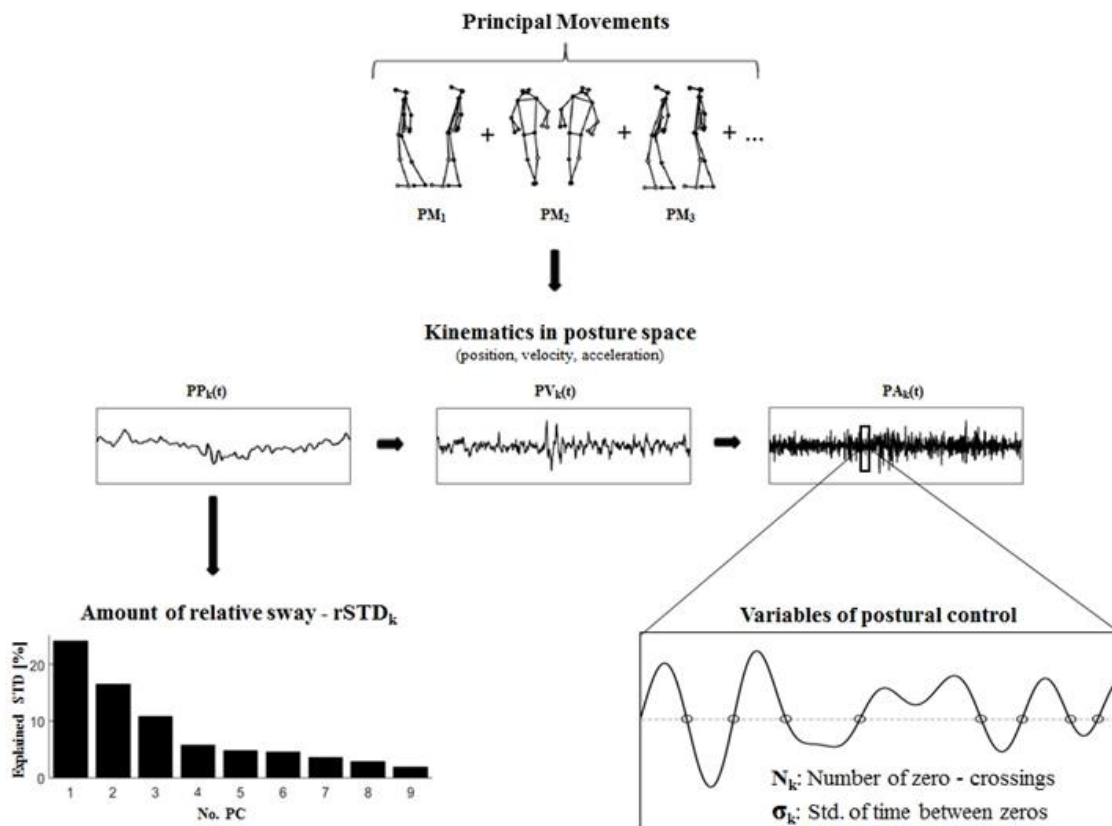 Principal Movements
+ + + ...
PM₁ PM₂ PM₃
Kinematics in posture space
(position, velocity, acceleration)
PPₖ(t) PVₖ(t) PAₖ(t)
Amount of relative sway - rSTDₖ
Explained STD [%]
20
10
0
1 2 3 4 5 6 7 8 9
No. PC
Variables of postural control
Nₖ: Number of zero - crossings
σₖ: Std. of time between zeros